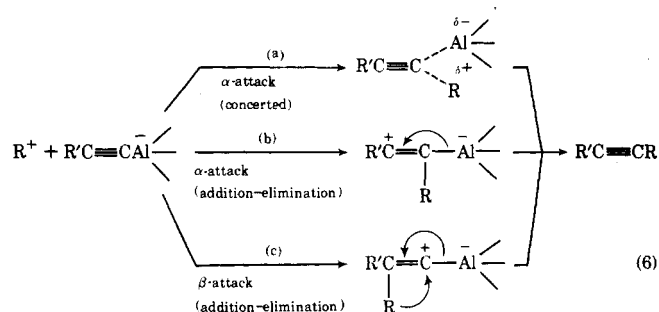 (a)
α-attack
(concerted)
R'C≡C Al δ− δ+ R
R⁺ + R'C≡CAl⁻
(b)
α-attack
(addition-elimination)
R'C⁺=C—Al⁻
R
R'C≡CR
(c)
β-attack
(addition-elimination)
R'C=C⁺—Al⁻
R
(6)